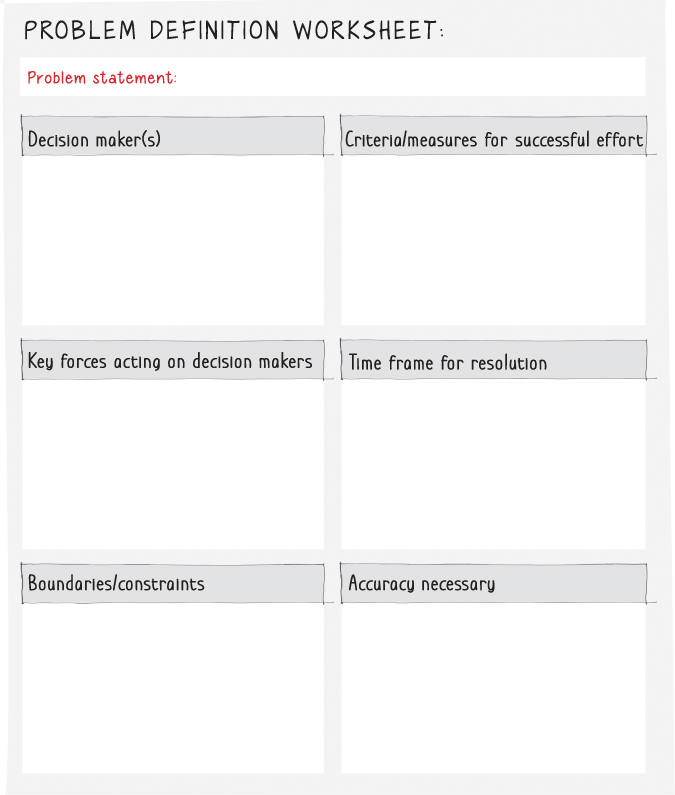 PROBLEM DEFINITION WORKSHEET:
Problem statement:
Decision maker(s)
Criteria/measures for successful effort
Key forces acting on decision makers
Time frame for resolution
Boundaries/constraints
Accuracy necessary